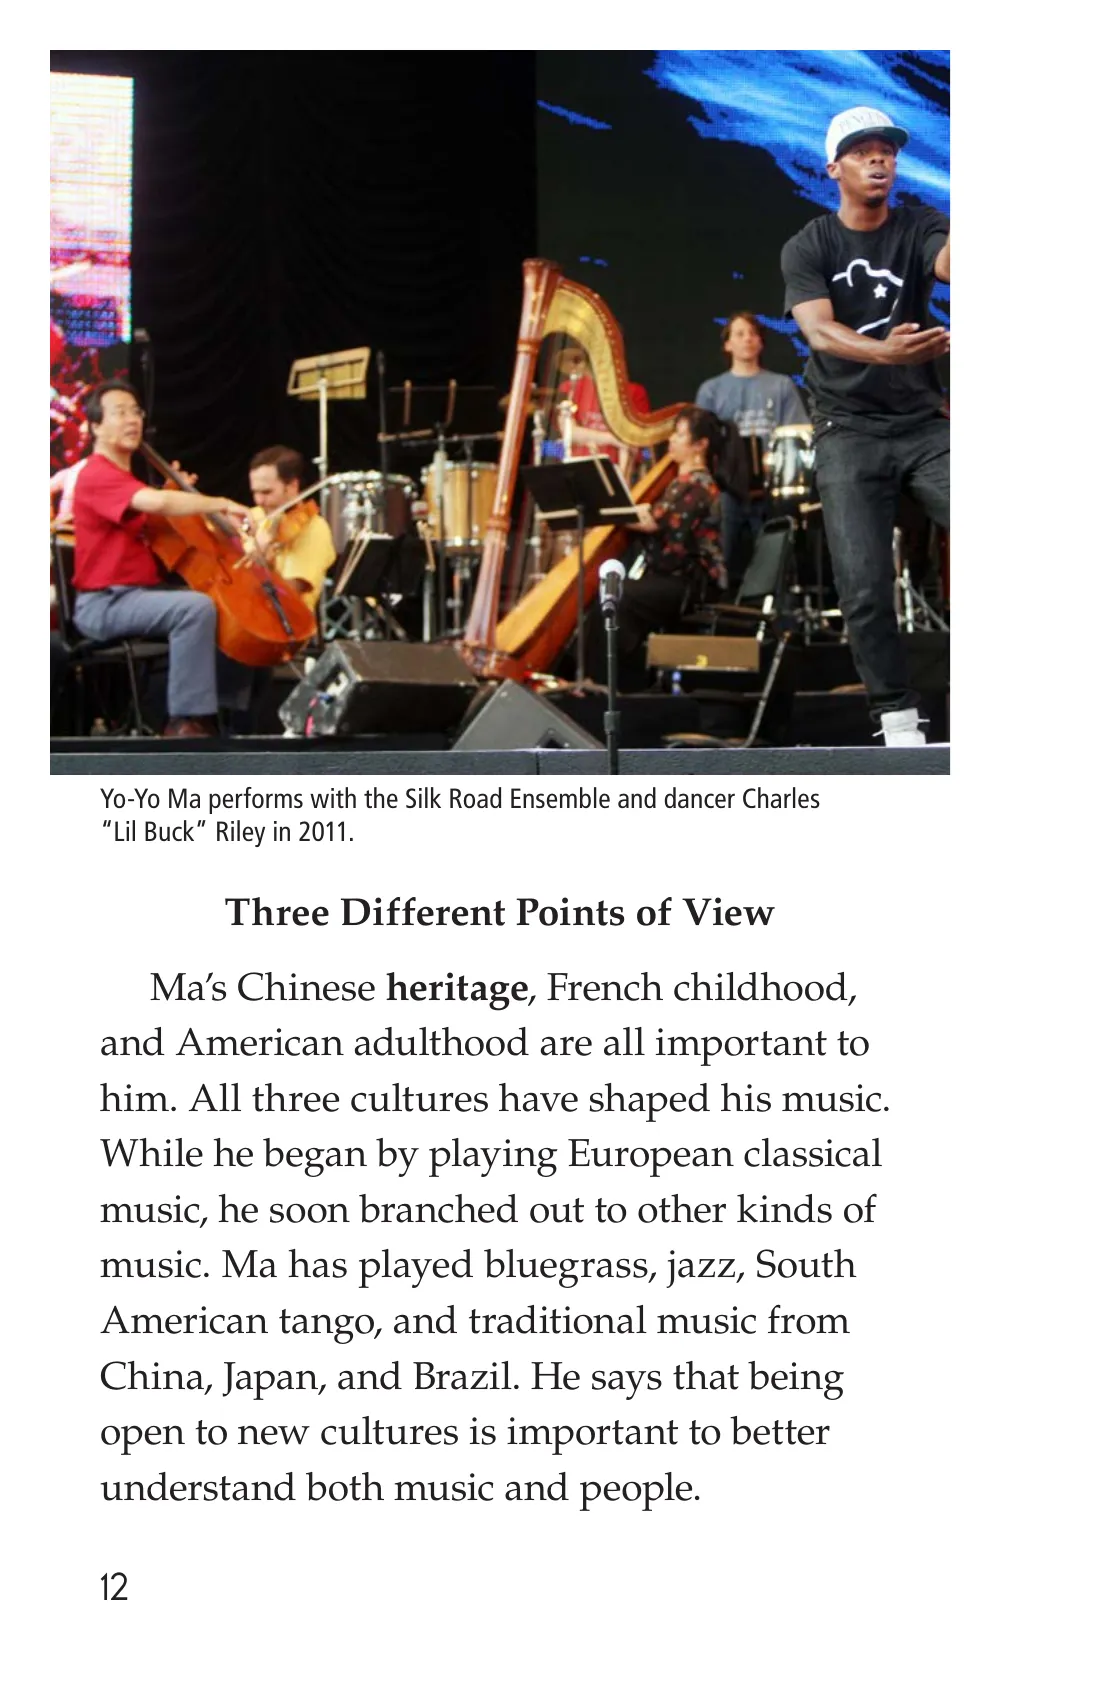 Yo-Yo Ma performs with the Silk Road Ensemble and dancer Charles
“Lil Buck” Riley in 2011.
Three Different Points of View
Ma’s Chinese heritage, French childhood,
and American adulthood are all important to
him. All three cultures have shaped his music.
While he began by playing European classical
music, he soon branched out to other kinds of
music. Ma has played bluegrass, jazz, South
American tango, and traditional music from
China, Japan, and Brazil. He says that being
open to new cultures is important to better
understand both music and people.
12